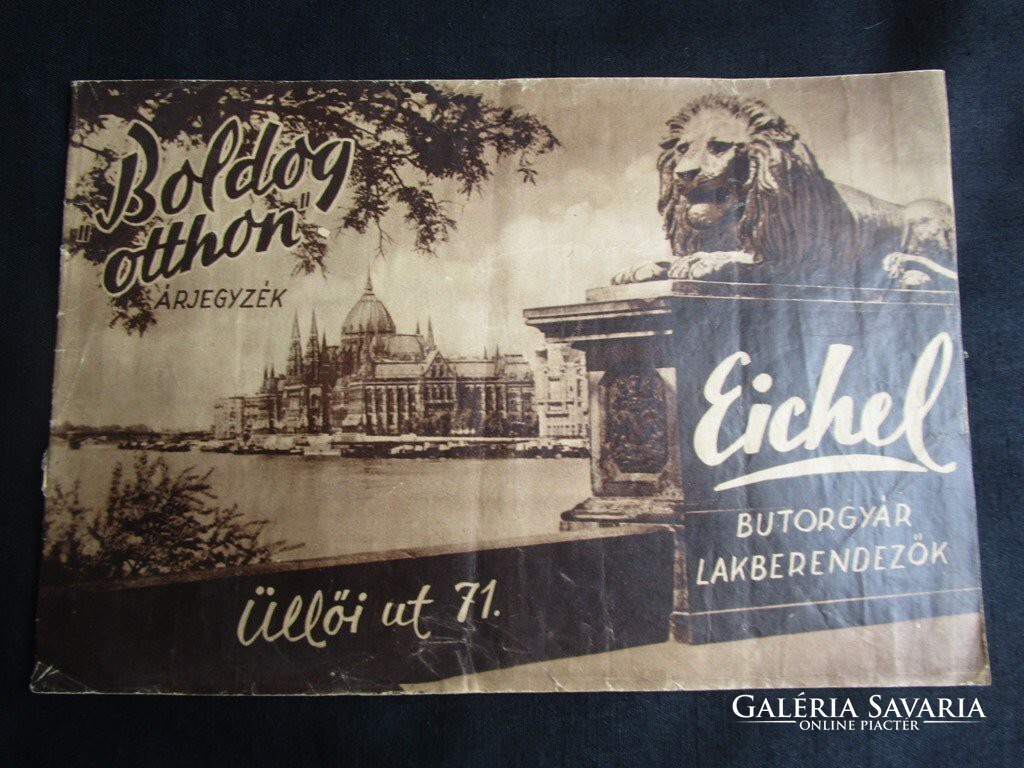 "Boldog
otthon"
ÁRJEGYZÉK
Eichel
BUTORGYÁR
LAKBERENDEZŐK
Üllői ut 71.
GALÉRIA SAVARIA
ONLINE PIACTÉR